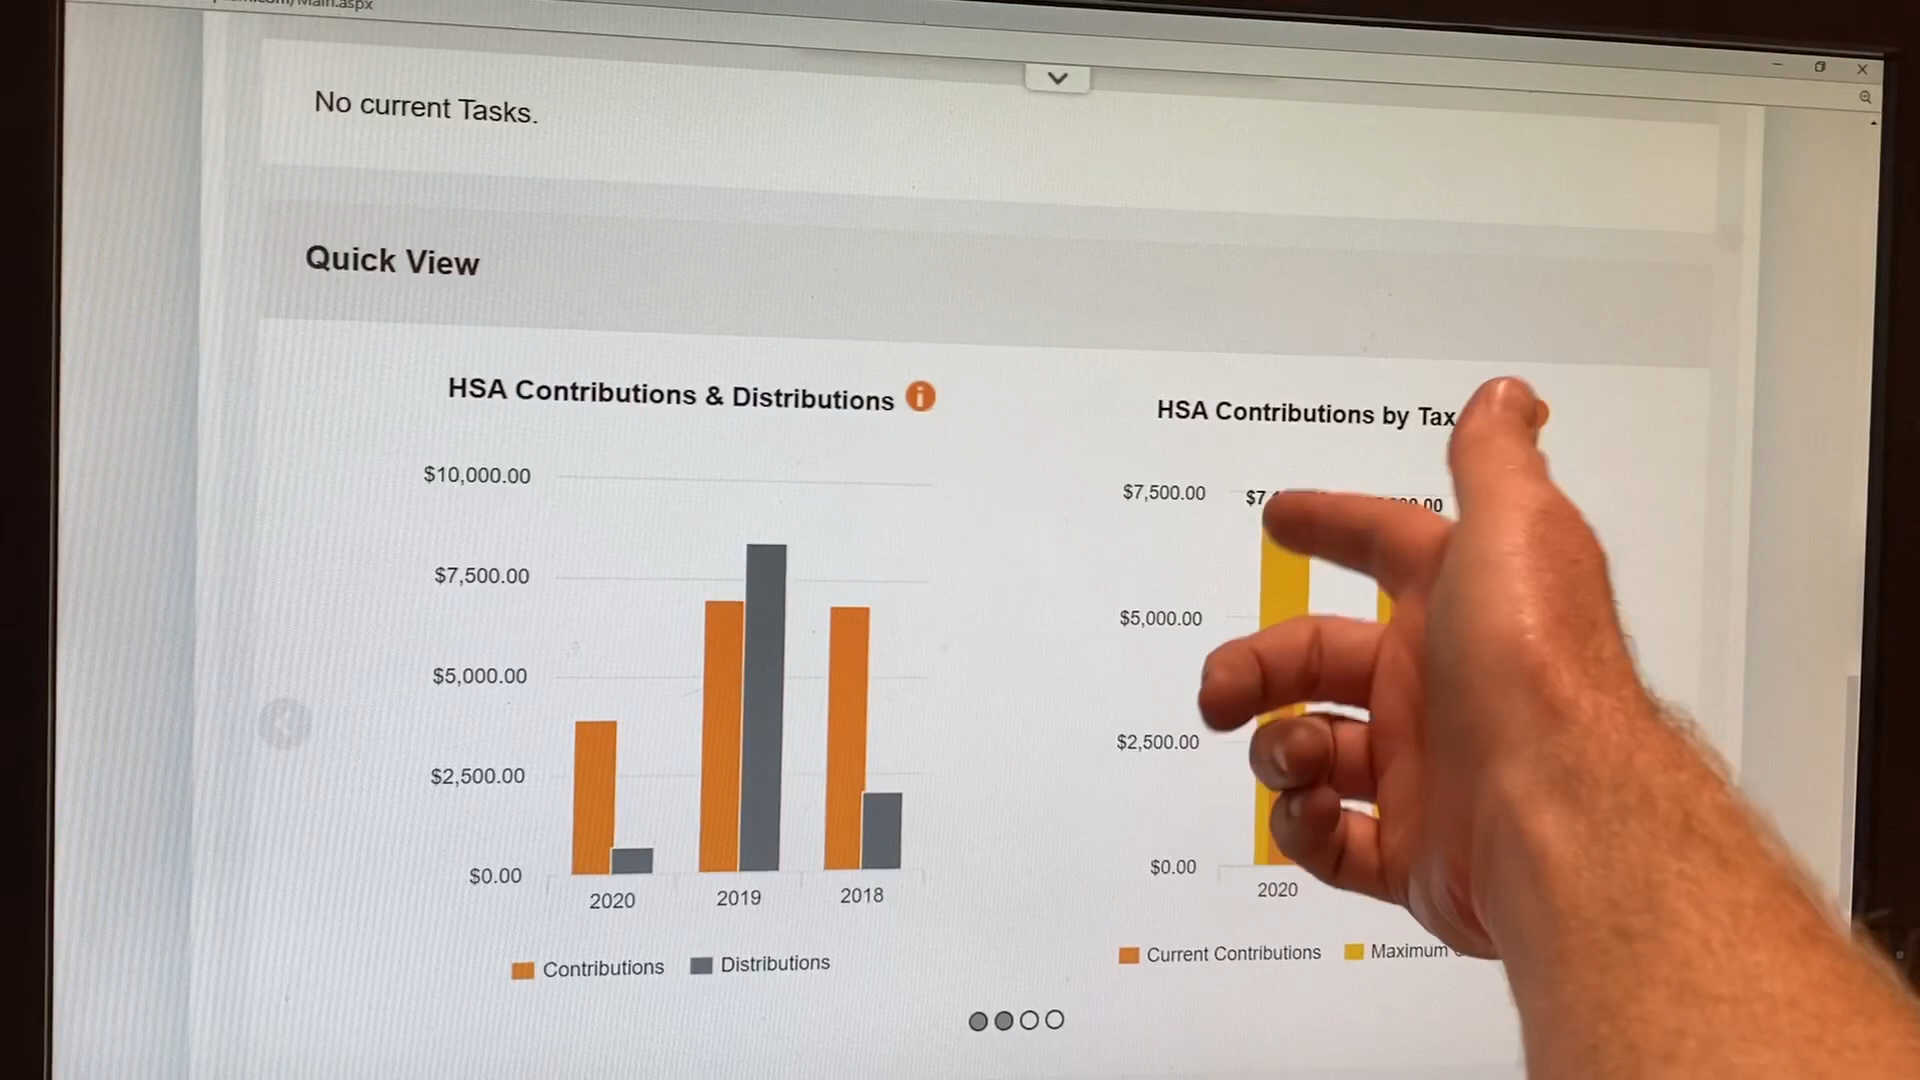 No current Tasks.
Quick View
HSA Contributions & Distributions i
$10,000.00
$7,500.00
$5,000.00
$2,500.00
$0.00
2020 2019 2018
Contributions Distributions
HSA Contributions by Tax
$7,500.00
$5,000.00
$2,500.00
$0.00
2020
Current Contributions Maximum